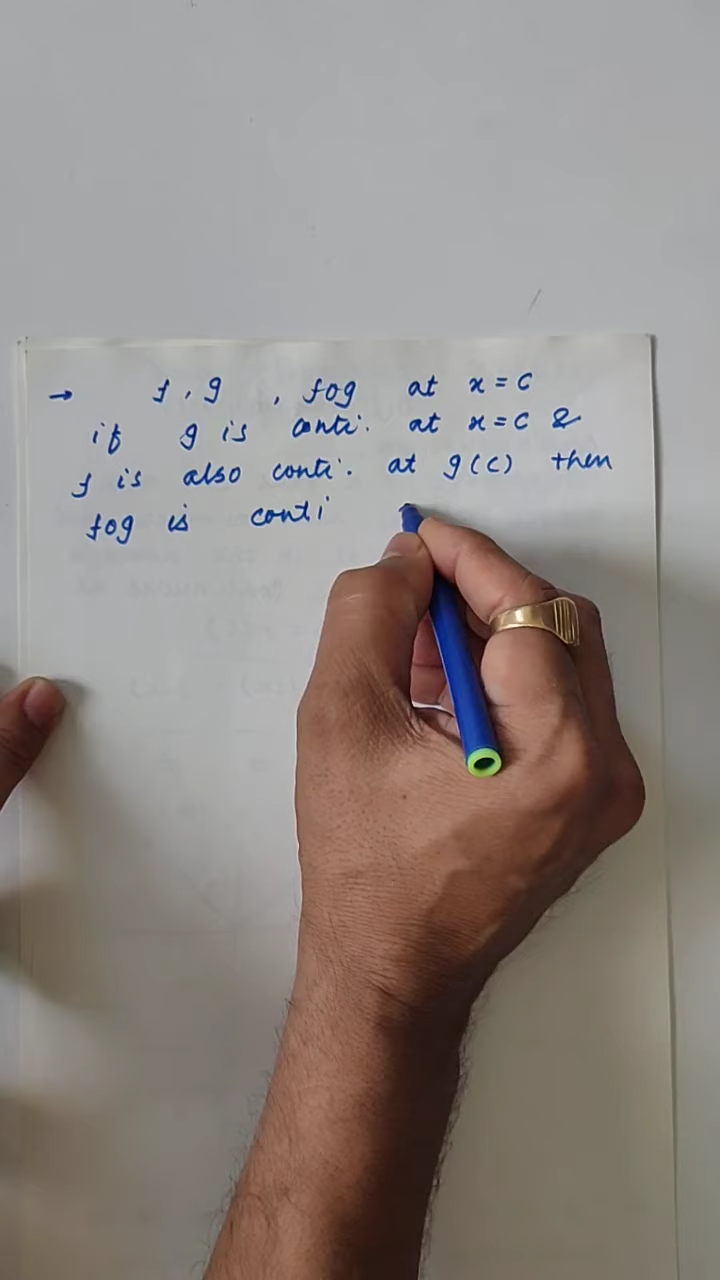 → f, g , fog at x = c
if g is conti. at x = c &
f is also conti. at g(c) then
fog is conti